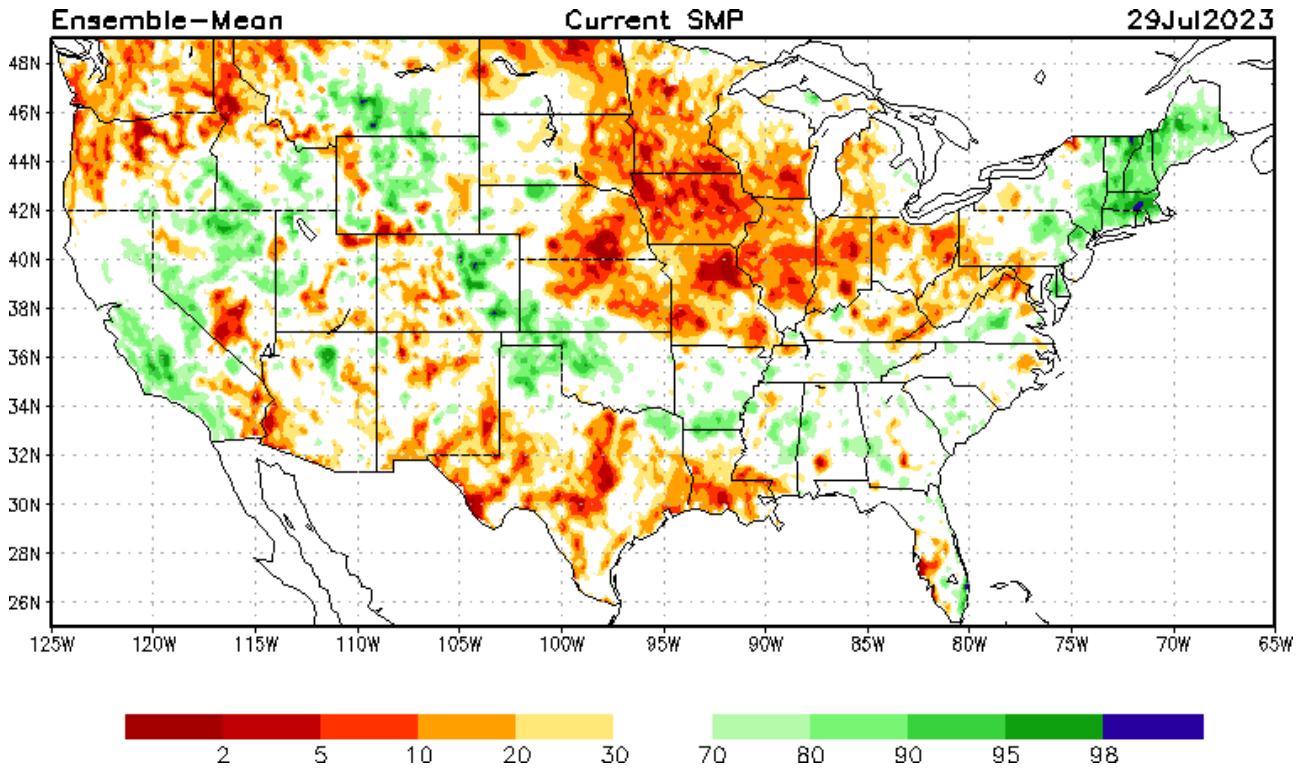 Ensemble-Mean Current SMP 29Jul2023
48N
46N
44N
42N
40N
38N
36N
34N
32N
30N
28N
26N
125W 120W 115W 110W 105W 100W 95W 90W 85W 80W 75W 70W 65W
2 5 10 20 30 70 80 90 95 98